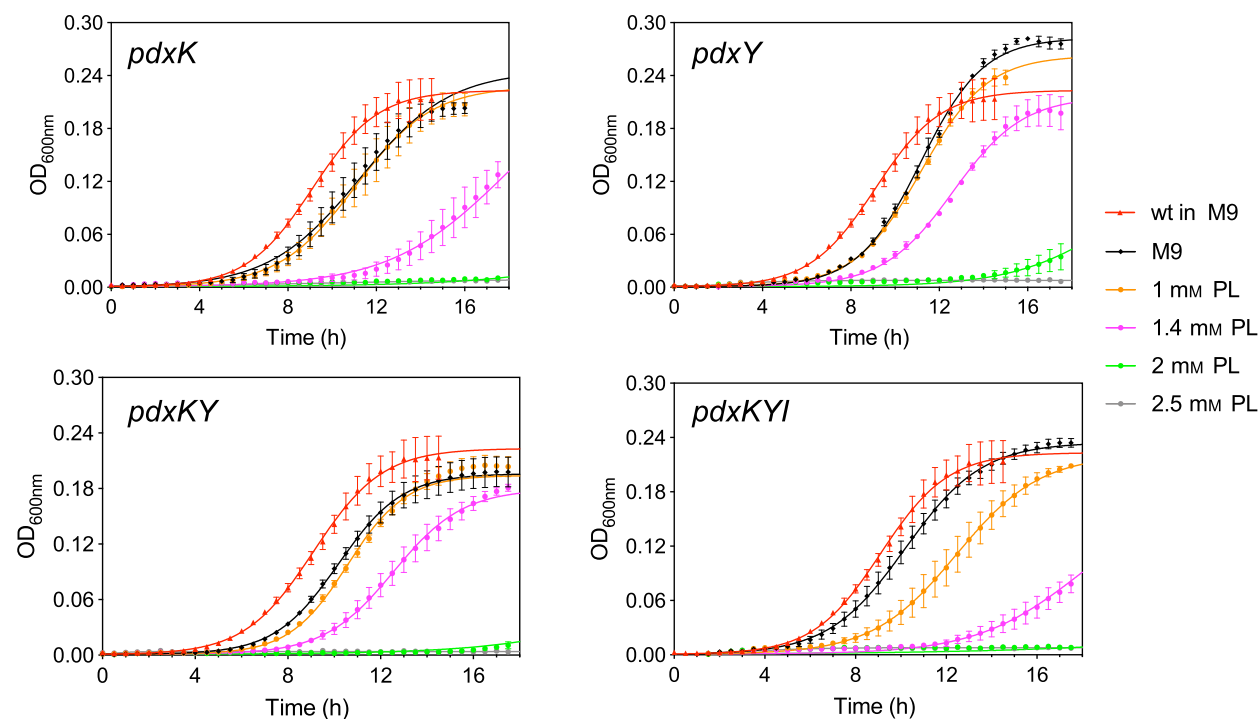 pdxK
0.30
0.24
0.18
0.12
0.06
0.00
OD600nm
0 4 8 12 16
Time (h)
pdxY
0.30
0.24
0.18
0.12
0.06
0.00
OD600nm
0 4 8 12 16
Time (h)
pdxKY
0.30
0.24
0.18
0.12
0.06
0.00
OD600nm
0 4 8 12 16
Time (h)
pdxKYI
0.30
0.24
0.18
0.12
0.06
0.00
OD600nm
0 4 8 12 16
Time (h)
wt in M9
M9
1 mM PL
1.4 mM PL
2 mM PL
2.5 mM PL